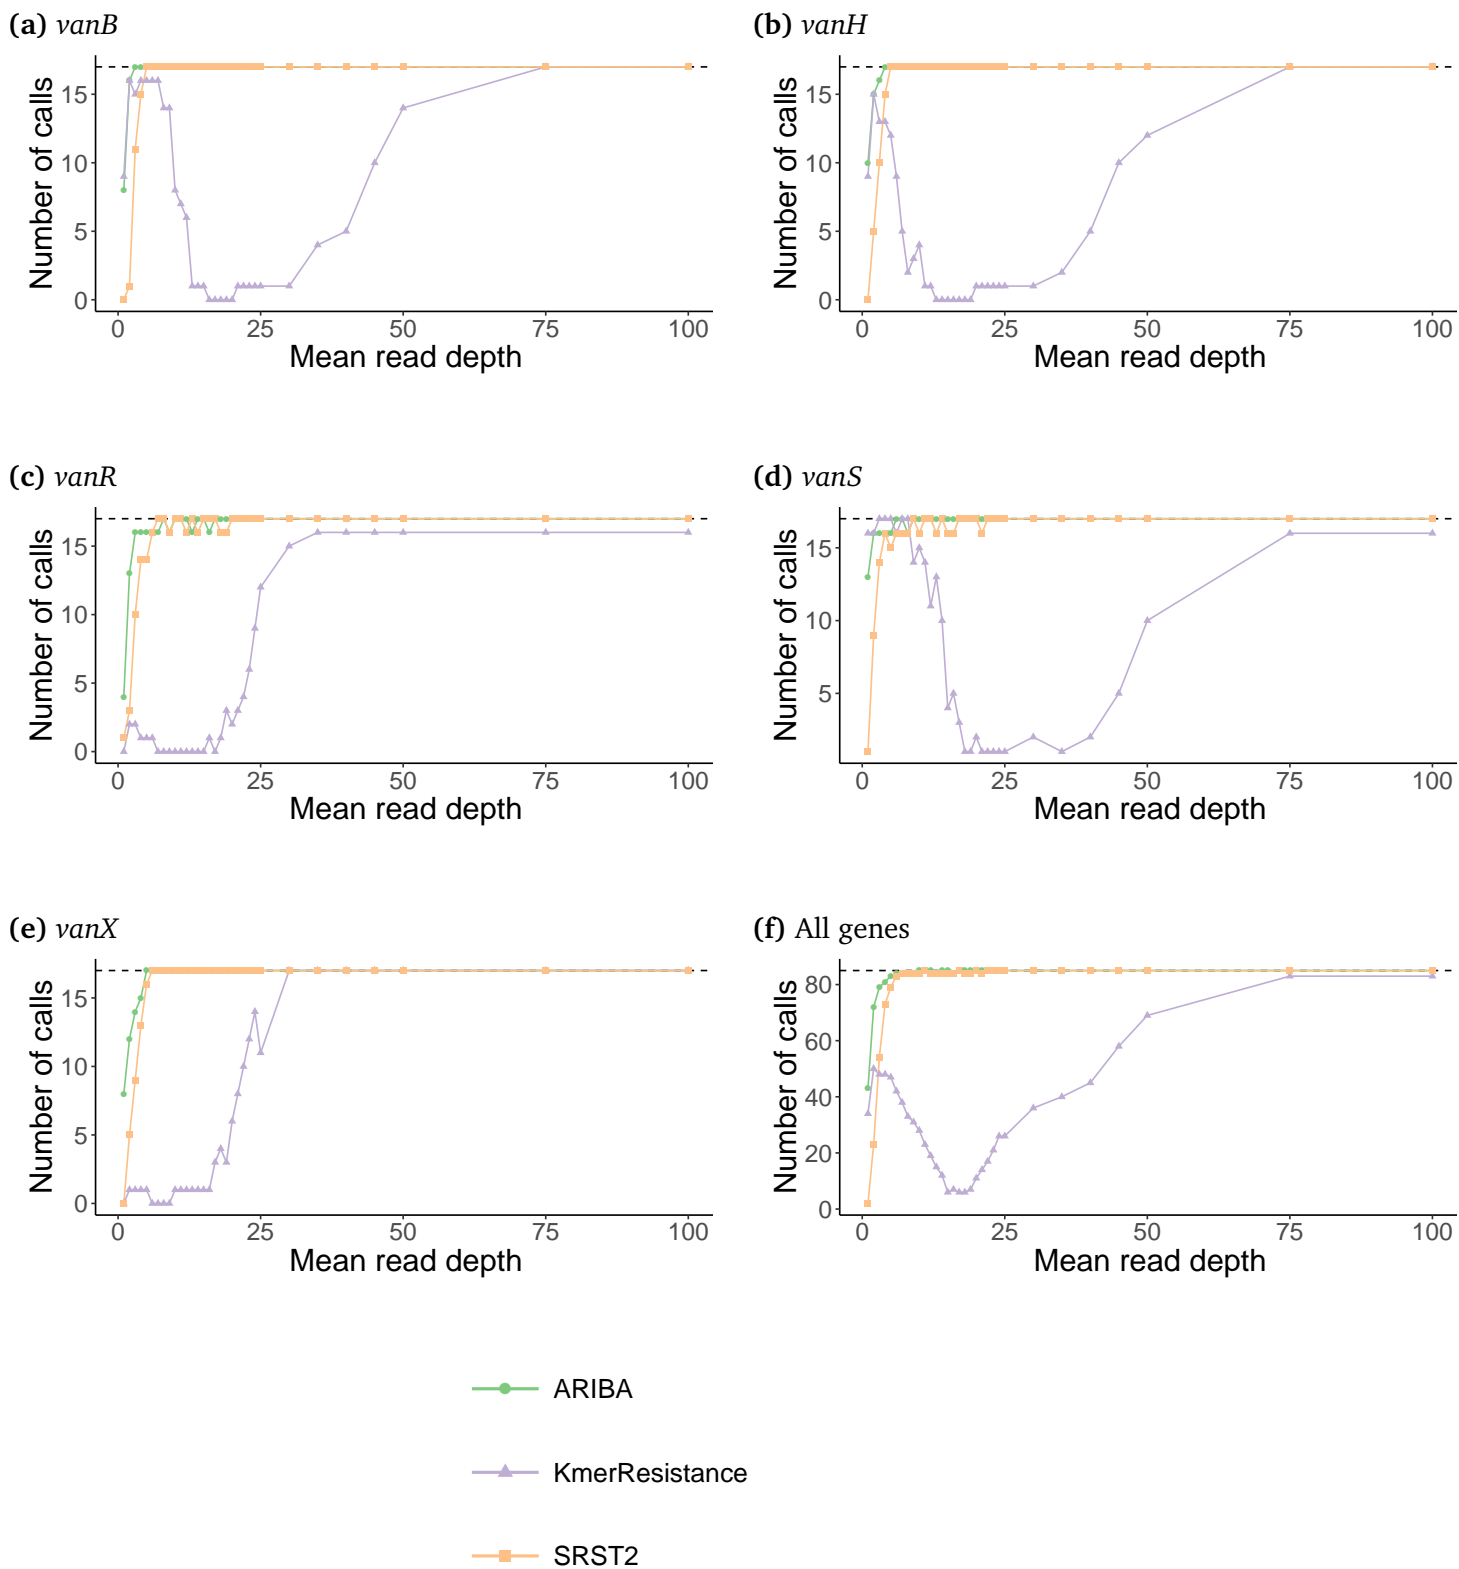 (a) vanB
Number of calls
15
10
5
0
0 25 50 75 100
Mean read depth
(b) vanH
Number of calls
15
10
5
0
0 25 50 75 100
Mean read depth
(c) vanR
Number of calls
15
10
5
0
0 25 50 75 100
Mean read depth
(d) vanS
Number of calls
15
10
5
0 25 50 75 100
Mean read depth
(e) vanX
Number of calls
15
10
5
0
0 25 50 75 100
Mean read depth
(f) All genes
Number of calls
80
60
40
20
0
0 25 50 75 100
Mean read depth
ARIBA
KmerResistance
SRST2